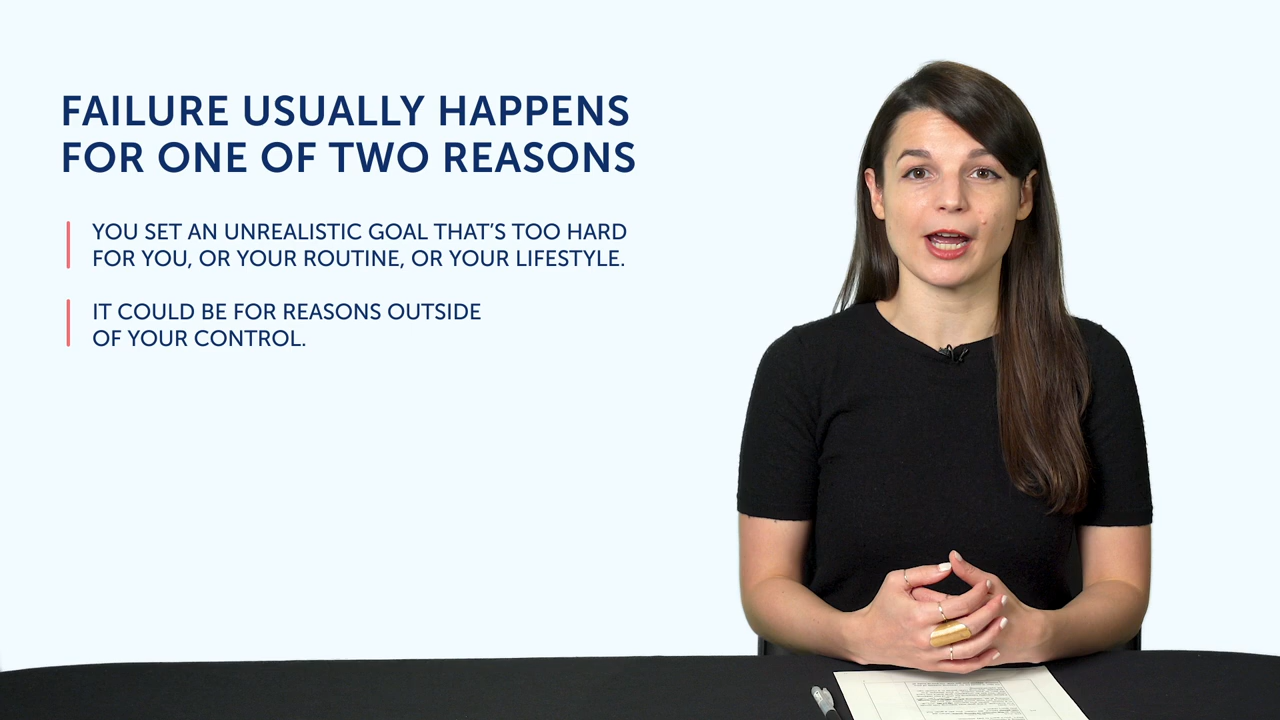 FAILURE USUALLY HAPPENS
FOR ONE OF TWO REASONS
YOU SET AN UNREALISTIC GOAL THAT'S TOO HARD
FOR YOU, OR YOUR ROUTINE, OR YOUR LIFESTYLE.
IT COULD BE FOR REASONS OUTSIDE
OF YOUR CONTROL.